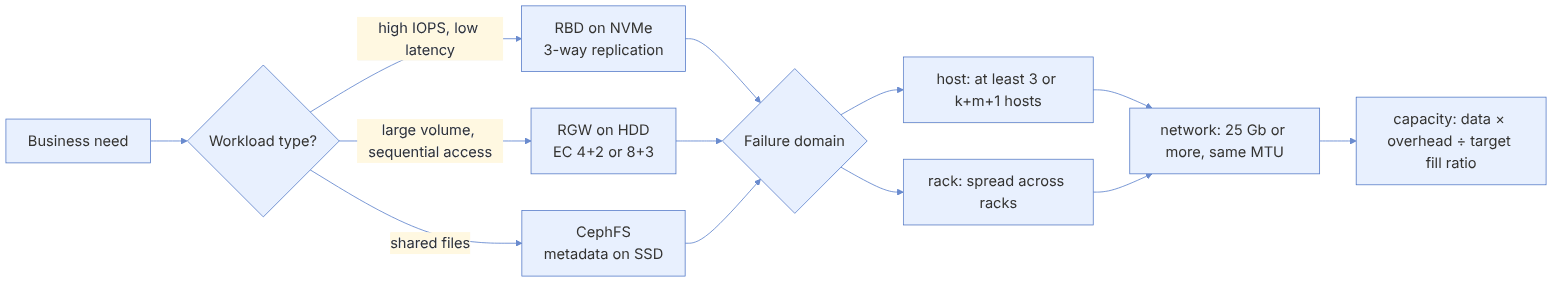 Business need
Workload type?
high IOPS, low
latency
large volume,
sequential access
shared files
RBD on NVMe
3-way replication
RGW on HDD
EC 4+2 or 8+3
CephFS
metadata on SSD
Failure domain
host: at least 3 or
k+m+1 hosts
rack: spread across
racks
network: 25 Gb or
more, same MTU
capacity: data ×
overhead ÷ target
fill ratio